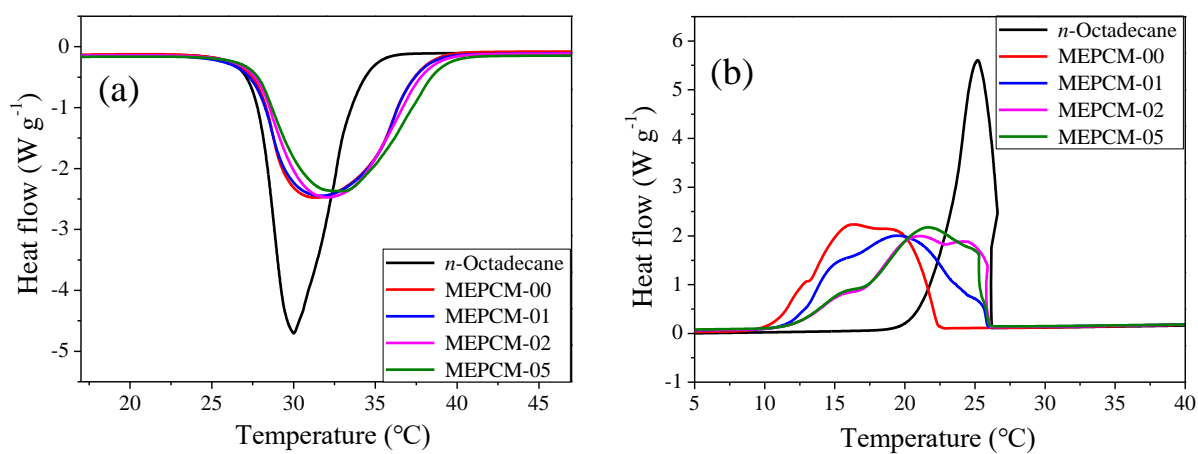 (a)
Heat flow (W g⁻¹)
0
-1
-2
-3
-4
-5
20
25
30
35
40
45
Temperature (°C)
n-Octadecane
MEPCM-00
MEPCM-01
MEPCM-02
MEPCM-05
(b)
Heat flow (W g⁻¹)
6
5
4
3
2
1
0
-1
5
10
15
20
25
30
35
40
Temperature (°C)
n-Octadecane
MEPCM-00
MEPCM-01
MEPCM-02
MEPCM-05